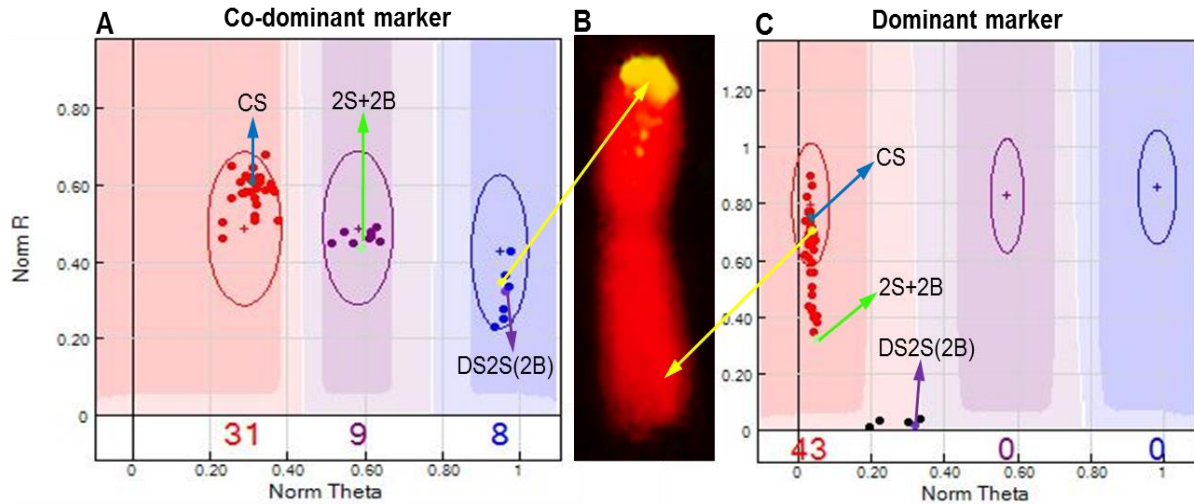 A
Co-dominant marker
B
C
Dominant marker
CS
2S+2B
DS2S(2B)
Norm R
0.80
0.60
0.40
0.20
0
31
9
8
0
0.20
0.40
0.60
0.80
1
Norm Theta
CS
2S+2B
DS2S(2B)
1.20
1.00
0.80
0.60
0.40
0.20
0
43
0
0
0
0.20
0.40
0.60
0.80
1
Norm Theta